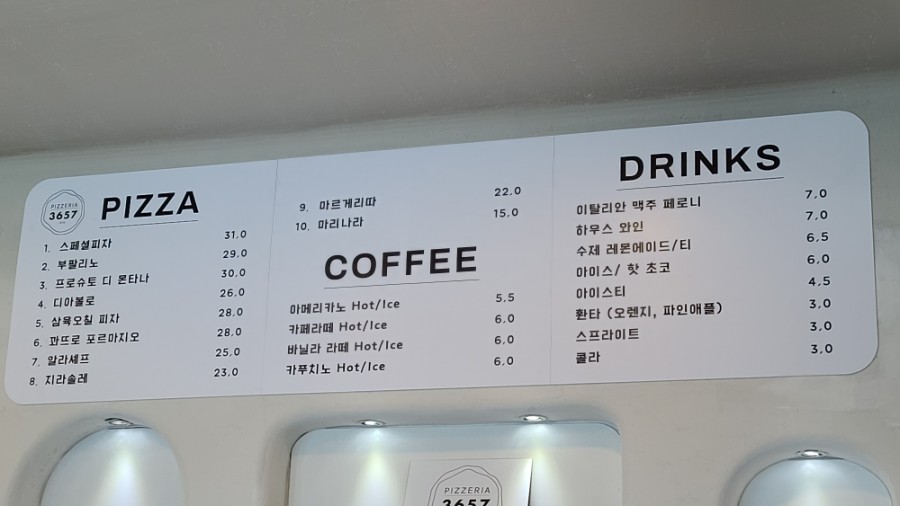 PIZZERIA
3657
PIZZA
1. 스페셜피자 31.0
2. 부팔리노 29.0
3. 프로슈토 디 몬타나 30.0
4. 디아볼로 26.0
5. 삼육오칠 피자 28.0
6. 콰뜨로 포르마지오 28.0
7. 알라셰프 25.0
8. 지라솔레 23.0
9. 마르게리따 22.0
10. 마리나라 15.0
COFFEE
아메리카노 Hot/Ice 5.5
카페라떼 Hot/Ice 6.0
바닐라 라떼 Hot/Ice 6.0
카푸치노 Hot/Ice 6.0
DRINKS
이탈리안 맥주 페로니 7.0
하우스 와인 7.0
수제 레몬에이드/티 6.5
아이스/ 핫 초코 6.0
아이스티 4.5
환타 (오렌지, 파인애플) 3.0
스프라이트 3.0
콜라 3.0
PIZZERIA
3657